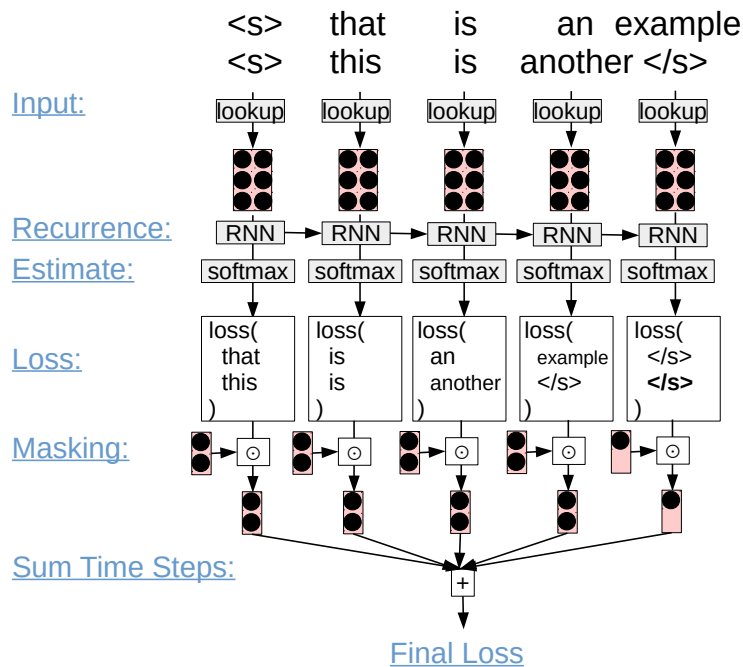 <s> that is an example
<s> this is another </s>
Input:
lookup lookup lookup lookup lookup
Recurrence:
RNN RNN RNN RNN RNN
Estimate:
softmax softmax softmax softmax softmax
Loss:
loss( loss( loss( loss( loss(
that is an example </s>
this is another </s> </s>
) ) ) ) )
Masking:
⊙ ⊙ ⊙ ⊙ ⊙
Sum Time Steps:
+
Final Loss